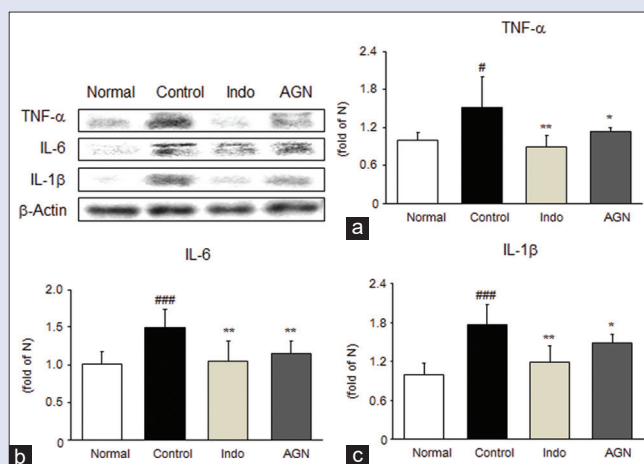 TNF-α
Normal Control Indo AGN
TNF-α
IL-6
IL-1β
β-Actin
(fold of N)
2.4
1.8
1.2
0.6
0
#
**
*
Normal Control Indo AGN
a
IL-6
(fold of N)
2.0
1.5
1.0
0.5
0
###
**
**
Normal Control Indo AGN
b
IL-1β
(fold of N)
2.4
1.8
1.2
0.6
0
###
**
*
Normal Control Indo AGN
c